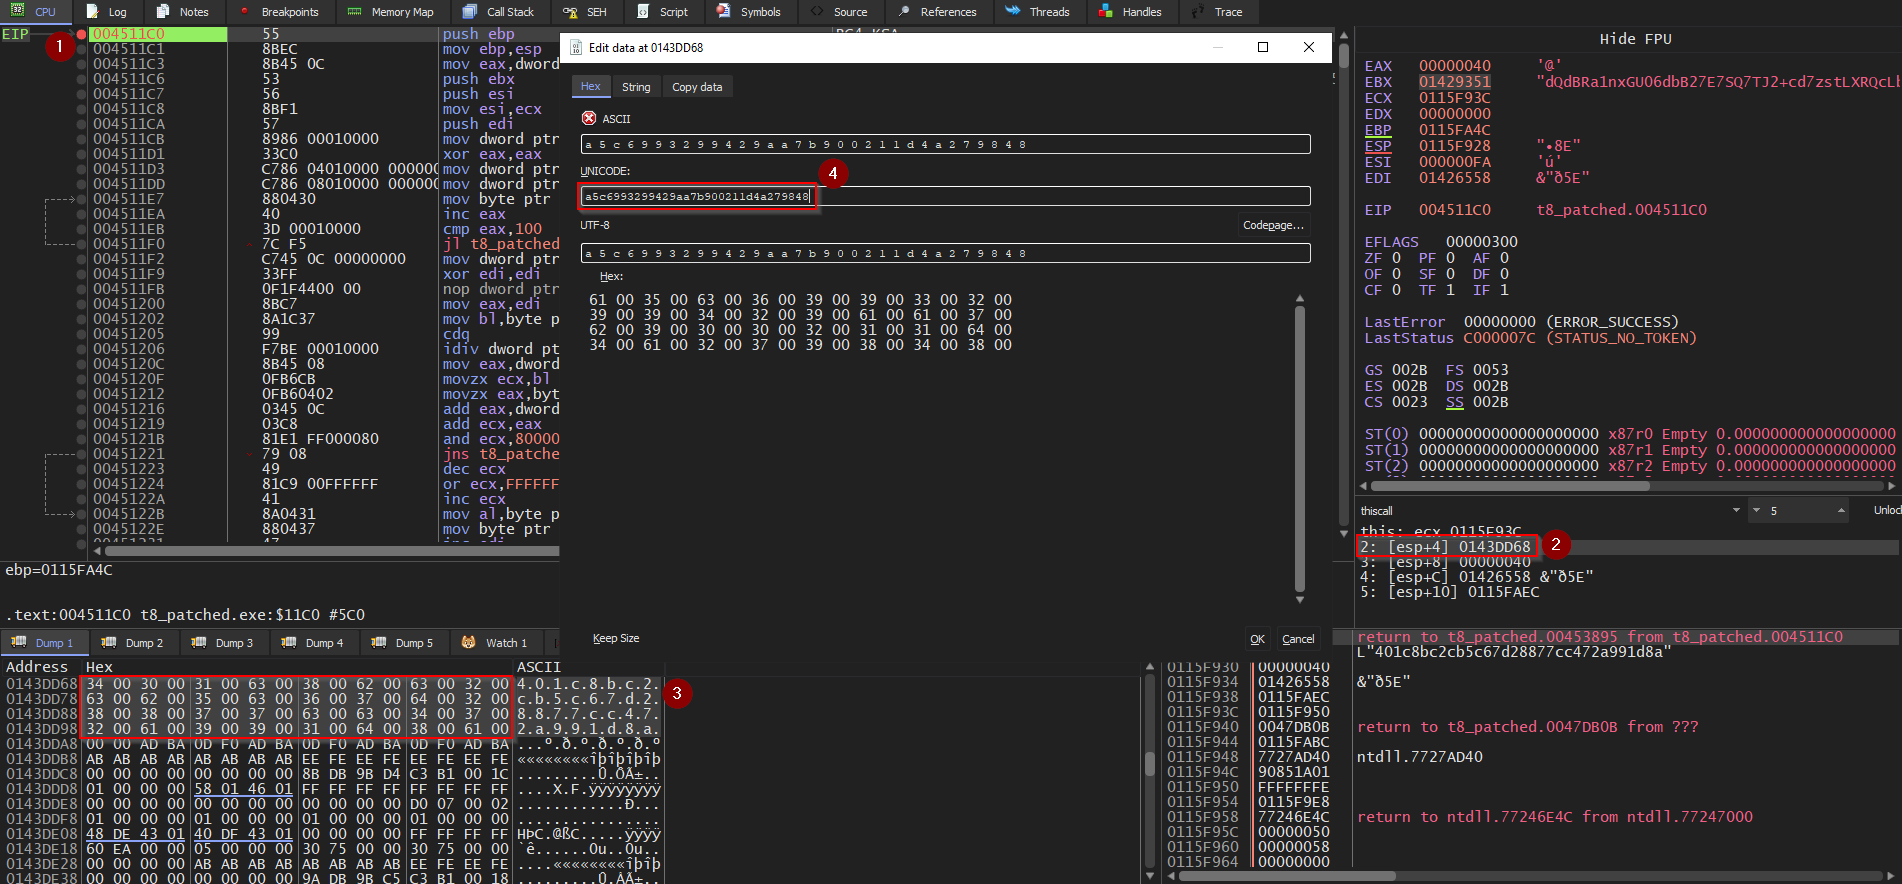 CPU Log Notes Breakpoints Memory Map Call Stack SEH Script Symbols Source References Threads Handles Trace
EIP
1
004511C0 55 push ebp
004511C1 8BEC mov ebp,esp
004511C3 8B45 0C mov eax,dword
004511C6 53 push ebx
004511C7 56 push esi
004511C8 8BF1 mov esi,ecx
004511CA 57 push edi
004511CB 8986 00010000 mov dword ptr
004511D1 33C0 xor eax,eax
004511D3 C786 04010000 000000 mov dword ptr
004511DD C786 08010000 000000 mov dword ptr
004511E7 880430 mov byte ptr
004511EA 40 inc eax
004511EB 3D 00010000 cmp eax,100
004511F0 7C F5 jl t8_patched
004511F2 C745 0C 00000000 mov dword ptr
004511F9 33FF xor edi,edi
004511FB 0F1F4400 00 nop dword ptr
00451200 8BC7 mov eax,edi
00451202 8A1C37 mov bl,byte p
00451205 99 cdq
00451206 F7BE 00010000 idiv dword pt
0045120C 8B45 08 mov eax,dword
0045120F 0FB6CB movzx ecx,bl
00451212 0FB60402 movzx eax,byt
00451216 0345 0C add eax,dword
00451219 03C8 add ecx,eax
0045121B 81E1 FF000080 and ecx,80000
00451221 79 08 jns t8_patche
00451223 49 dec ecx
00451224 81C9 00FFFFFF or ecx,FFFFFF
0045122A 41 inc ecx
0045122B 8A0431 mov al,byte p
0045122E 880437 mov byte ptr
ebp=0115FA4C
.text:004511C0 t8_patched.exe:$11C0 #5C0
Edit data at 0143DD68
Hex String Copy data
ASCII
a 5 c 6 9 9 3 2 9 9 4 2 9 a a 7 b 9 0 0 2 1 1 d 4 a 2 7 9 8 4 8
UNICODE:
4
a5c6993299429aa7b900211d4a279848
UTF-8
Codepage...
a 5 c 6 9 9 3 2 9 9 4 2 9 a a 7 b 9 0 0 2 1 1 d 4 a 2 7 9 8 4 8
Hex:
61 00 35 00 63 00 36 00 39 00 39 00 33 00 32 00
39 00 39 00 34 00 32 00 39 00 61 00 61 00 37 00
62 00 39 00 30 00 30 00 32 00 31 00 31 00 64 00
34 00 61 00 32 00 37 00 39 00 38 00 34 00 38 00
Keep Size
OK
Cancel
Hide FPU
EAX 00000040 '@'
EBX 01429351 "dQdBRa1nxGU06dbB27E7SQ7TJ2+cd7zstLXRQcLb
ECX 0115F93C
EDX 00000000
EBP 0115FA4C
ESP 0115F928 "•8E"
ESI 000000FA 'ú'
EDI 01426558 &"ð5E"
EIP 004511C0 t8_patched.004511C0
EFLAGS 00000300
ZF 0 PF 0 AF 0
OF 0 SF 0 DF 0
CF 0 TF 1 IF 1
LastError 00000000 (ERROR_SUCCESS)
LastStatus C000007C (STATUS_NO_TOKEN)
GS 002B FS 0053
ES 002B DS 002B
CS 0023 SS 002B
ST(0) 00000000000000000000 x87r0 Empty 0.000000000000000000
ST(1) 00000000000000000000 x87r1 Empty 0.000000000000000000
ST(2) 00000000000000000000 x87r2 Empty 0.000000000000000000
thiscall 5 Unloc
this: ecx 0115F93C
2: [esp+4] 0143DD68
2
3: [esp+8] 00000040
4: [esp+C] 01426558 &"ð5E"
5: [esp+10] 0115FAEC
Dump 1 Dump 2 Dump 3 Dump 4 Dump 5 Watch 1
Address Hex ASCII
0143DD68 34 00 30 00 31 00 63 00 38 00 62 00 63 00 32 00 4.0.1.c.8.b.c.2.
0143DD78 63 00 62 00 35 00 63 00 36 00 37 00 64 00 32 00 c.b.5.c.6.7.d.2.
3
0143DD88 38 00 38 00 37 00 37 00 63 00 63 00 34 00 37 00 8.8.7.7.c.c.4.7.
0143DD98 32 00 61 00 39 00 39 00 31 00 64 00 38 00 61 00 2.a.9.9.1.d.8.a.
0143DDA8 00 00 AD BA 0D F0 AD BA 0D F0 AD BA 0D F0 AD BA ...º.ð.º.ð.º.ð.º
0143DDB8 AB AB AB AB AB AB AB AB EE FE EE FE EE FE EE FE ««««««««îþîþîþîþ
0143DDC8 00 00 00 00 00 00 00 00 8B DB 9B D4 C3 B1 00 1C
0143DDD8 01 00 00 00 58 01 46 01 FF FF FF FF FF FF FF FF ....X.F.ÿÿÿÿÿÿÿÿ
0143DDE8 00 00 00 00 00 00 00 00 00 00 00 00 D0 07 00 02 ............Ð...
0143DDF8 01 00 00 00 01 00 00 00 01 00 00 00 01 00 00 00 ................
0143DE08 48 DE 43 01 40 DF 43 01 00 00 00 00 FF FF FF FF HÞC.@ßC.....ÿÿÿÿ
0143DE18 60 EA 00 00 05 00 00 00 30 75 00 00 30 75 00 00 `ê......0u..0u..
0143DE28 00 00 00 00 AB AB AB AB AB AB AB AB EE FE EE FE ....««««««««îþîþ
0143DE38 00 00 00 00 00 00 00 00 9A DB 9B C5 C3 B1 00 18
0115F930 00000040
0115F934 01426558 &"ð5E"
0115F938 0115FAEC
0115F93C 0115F950
0115F940 0047DB0B return to t8_patched.0047DB0B from ???
0115F944 0115FABC
0115F948 7727AD40 ntdll.7727AD40
0115F94C 90851A01
0115F950 FFFFFFFE
0115F954 0115F9E8
0115F958 77246E4C return to ntdll.77246E4C from ntdll.77247000
0115F95C 00000050
0115F960 00000058
0115F964 00000000
return to t8_patched.00453895 from t8_patched.004511C0
L"401c8bc2cb5c67d28877cc472a991d8a"